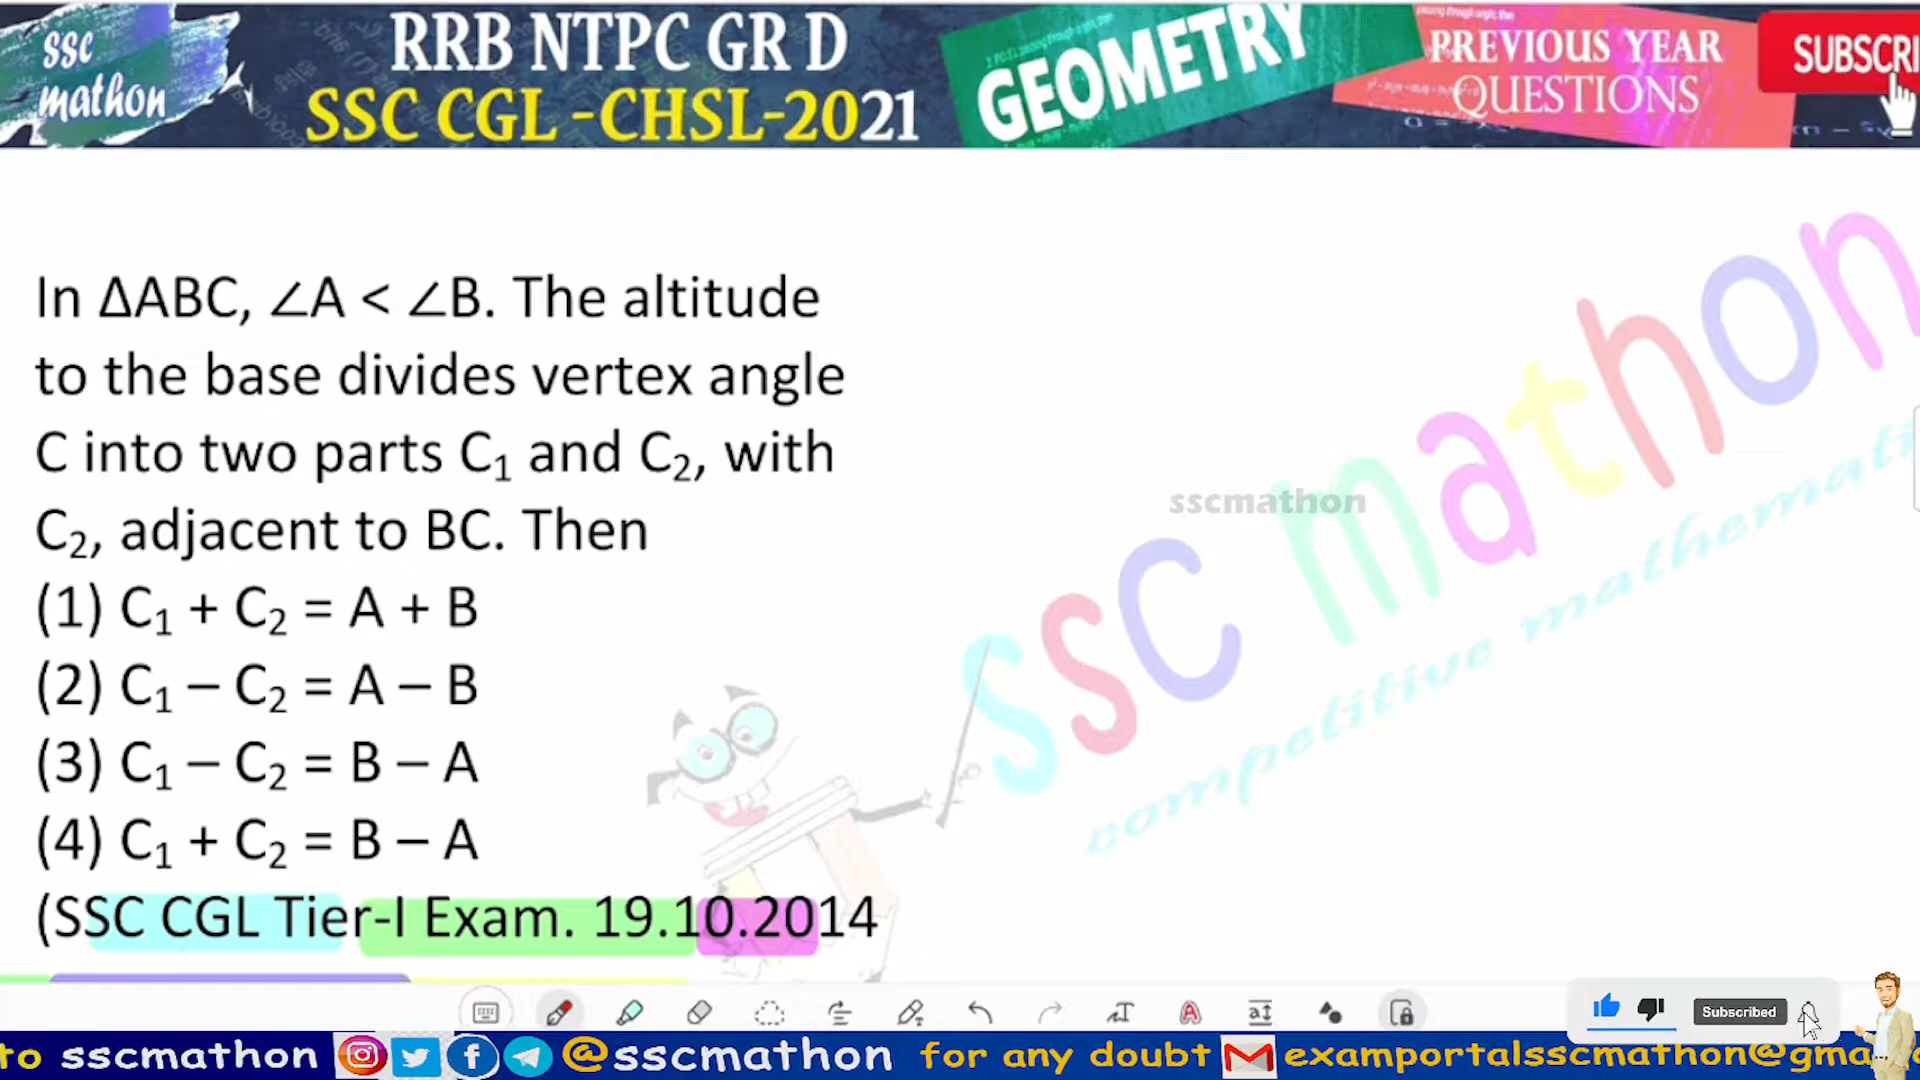 ssc
mathon
RRB NTPC GR D
SSC CGL -CHSL-2021
GEOMETRY
PREVIOUS YEAR
QUESTIONS
SUBSCRI
In ΔABC, ∠A < ∠B. The altitude
to the base divides vertex angle
C into two parts C₁ and C₂, with
C₂, adjacent to BC. Then
(1) C₁ + C₂ = A + B
(2) C₁ – C₂ = A – B
(3) C₁ – C₂ = B – A
(4) C₁ + C₂ = B – A
(SSC CGL Tier-I Exam. 19.10.2014
sscmathon
SSC mathon
competitive mathemati
Subscribed
to sscmathon @sscmathon for any doubt examportalsscmathon@gma